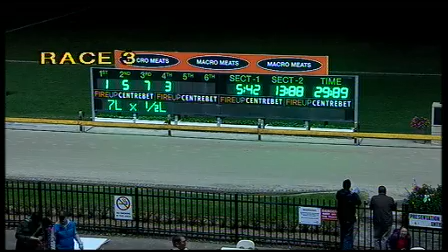 RACE 3
MACRO MEATS MACRO MEATS MACRO MEATS
1ST 2ND 3RD 4TH 5TH 6TH SECT-1 SECT-2 TIME
1 5 7 3 5:42 13:88 29:89
FIREUP CENTREBET FIREUP CENTREBET FIREUP CENTREBET FIREUP CENTREBET
7L x 1/2L